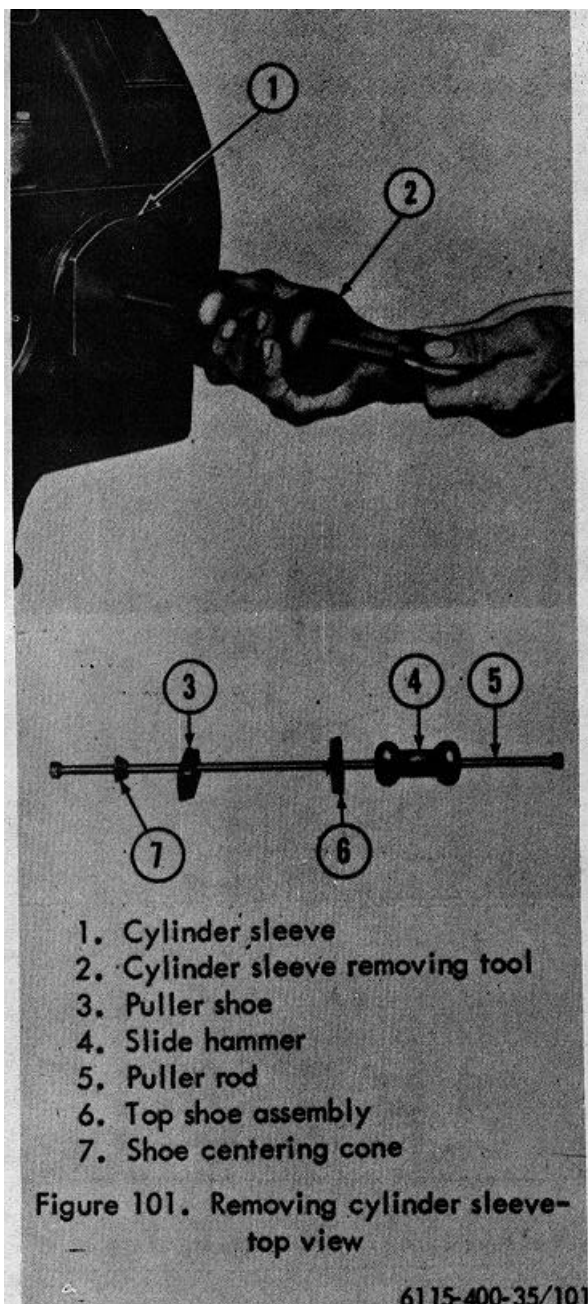 1
2
3
4
5
7
6
1. Cylinder sleeve
2. Cylinder sleeve removing tool
3. Puller shoe
4. Slide hammer
5. Puller rod
6. Top shoe assembly
7. Shoe centering cone
Figure 101. Removing cylinder sleeve-
top view
6115-400-35/101